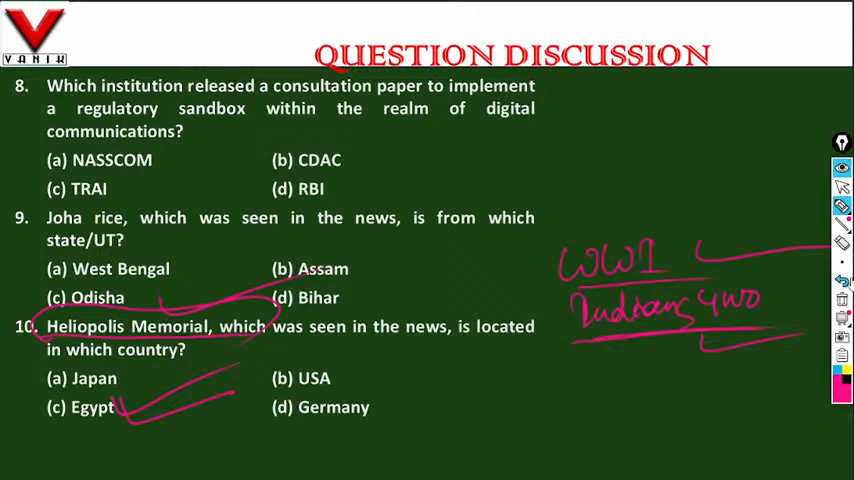 VANIK
QUESTION DISCUSSION
8. Which institution released a consultation paper to implement
a regulatory sandbox within the realm of digital
communications?
(a) NASSCOM (b) CDAC
(c) TRAI (d) RBI
9. Joha rice, which was seen in the news, is from which
state/UT?
(a) West Bengal (b) Assam
(c) Odisha (d) Bihar
10. Heliopolis Memorial, which was seen in the news, is located
in which country?
(a) Japan (b) USA
(c) Egypt (d) Germany
WWI
Indians 4000